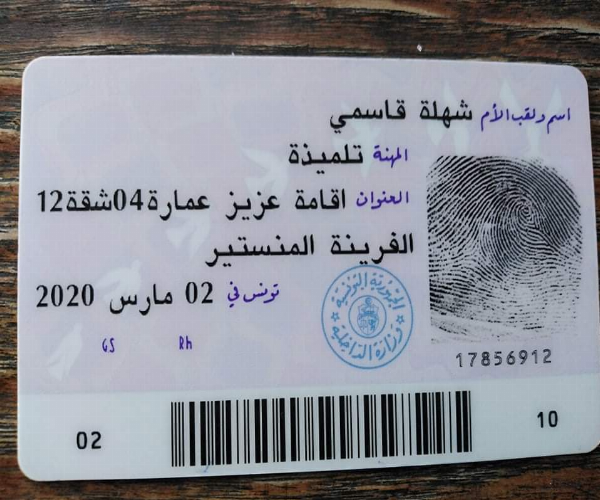 اسم ولقب الأم شهلة قاسمي
المهنة تلميذة
العنوان اقامة عزيز عمارة04شقة12
الفرينة المنستير
تونس في 02 مارس 2020
الجمهورية التونسية
وزارة الداخلية
GS Rh
17856912
02
10